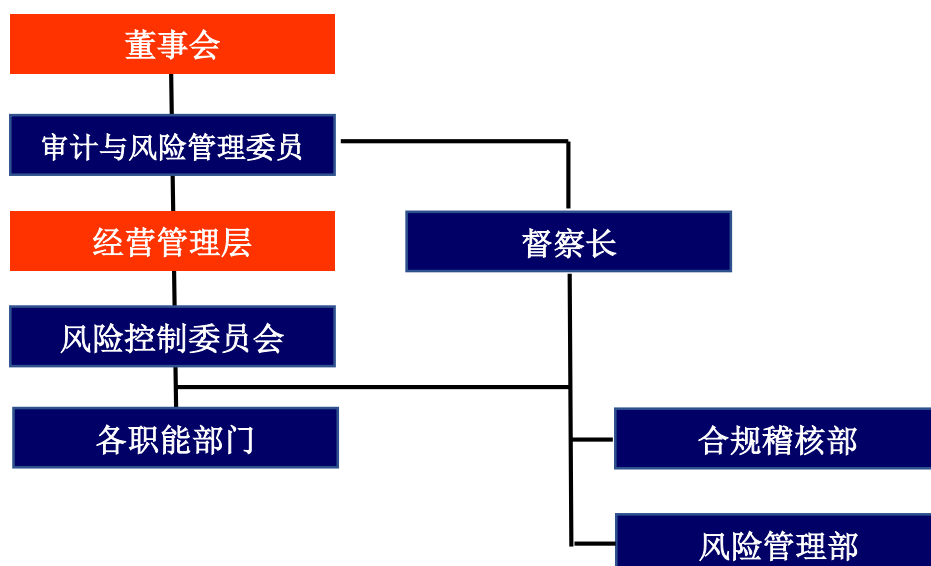 董事会
审计与风险管理委员
经营管理层
督察长
风险控制委员会
各职能部门
合规稽核部
风险管理部